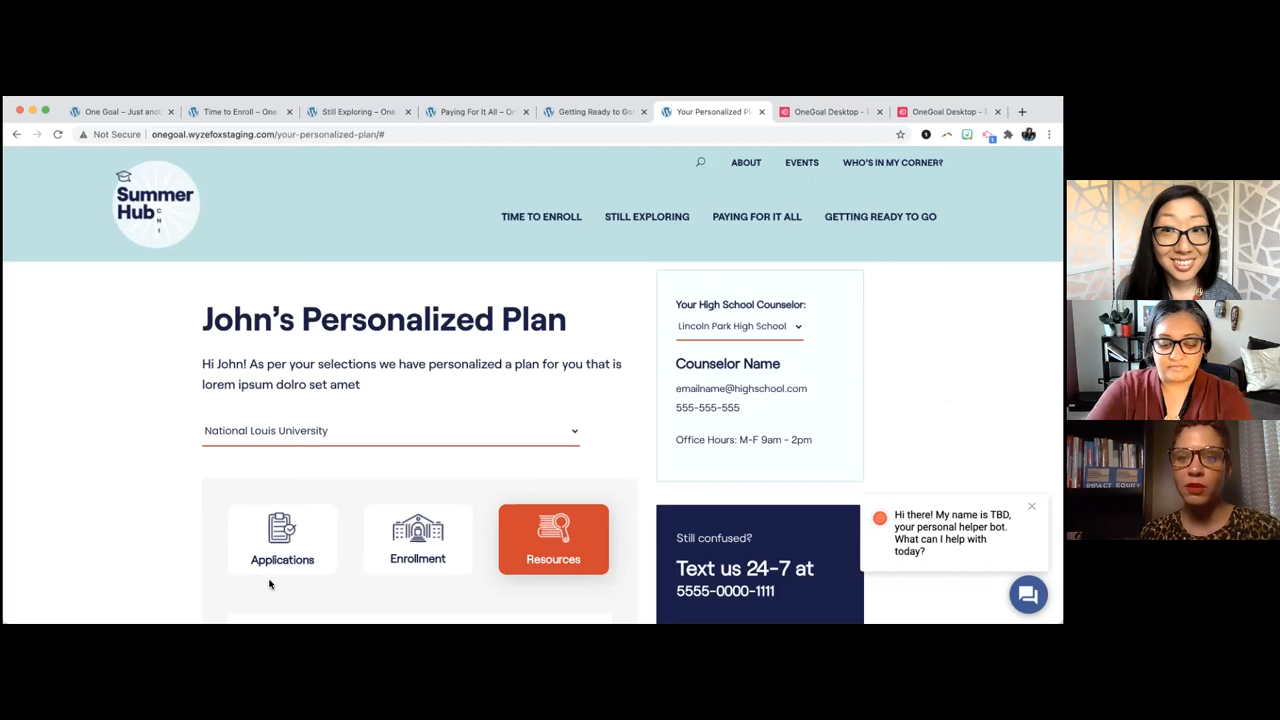 One Goal – Just ano
Time to Enroll – One
Still Exploring – One
Paying For It All – O
Getting Ready to Go!
Your Personalized Pl
OneGoal Desktop –
OneGoal Desktop –
Not Secure
onegoal.wyzefoxstaging.com/your-personalized-plan/#
ABOUT
EVENTS
WHO'S IN MY CORNER?
Summer
Hub
CHI
TIME TO ENROLL
STILL EXPLORING
PAYING FOR IT ALL
GETTING READY TO GO
John's Personalized Plan
Hi John! As per your selections we have personalized a plan for you that is
lorem ipsum dolro set amet
National Louis University
Applications
Enrollment
Resources
Your High School Counselor:
Lincoln Park High School
Counselor Name
emailname@highschool.com
555-555-555
Office Hours: M-F 9am - 2pm
Still confused?
Text us 24-7 at
5555-0000-1111
Hi there! My name is TBD,
your personal helper bot.
What can I help with
today?
IMPACT EQUITY